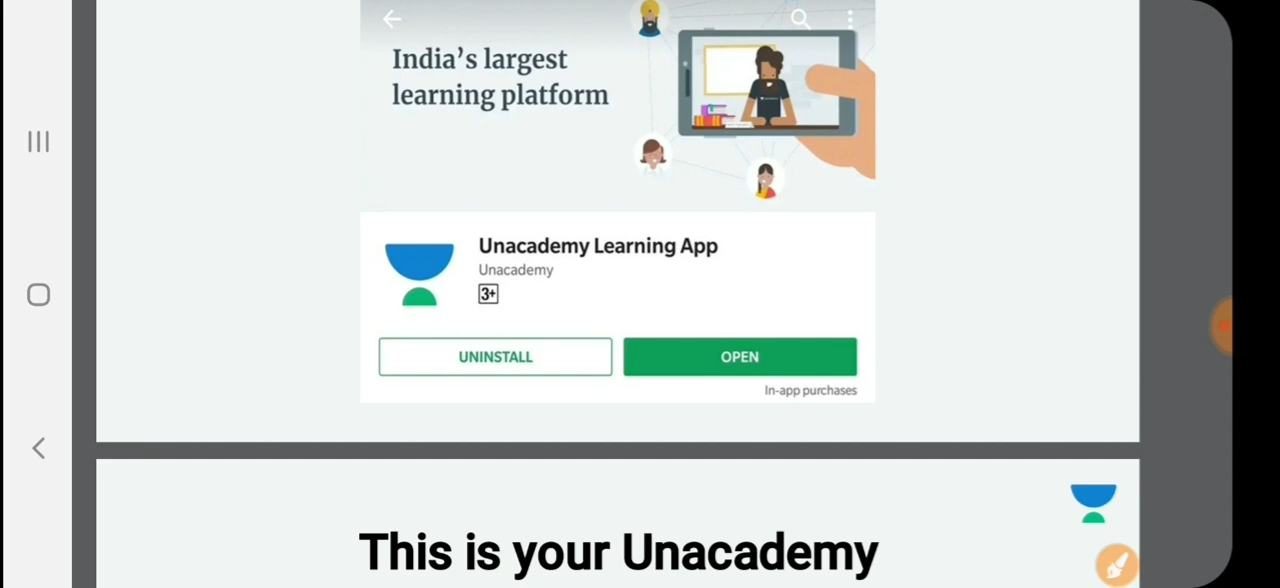 India’s largest
learning platform
Unacademy Learning App
Unacademy
3+
UNINSTALL
OPEN
In-app purchases
This is your Unacademy